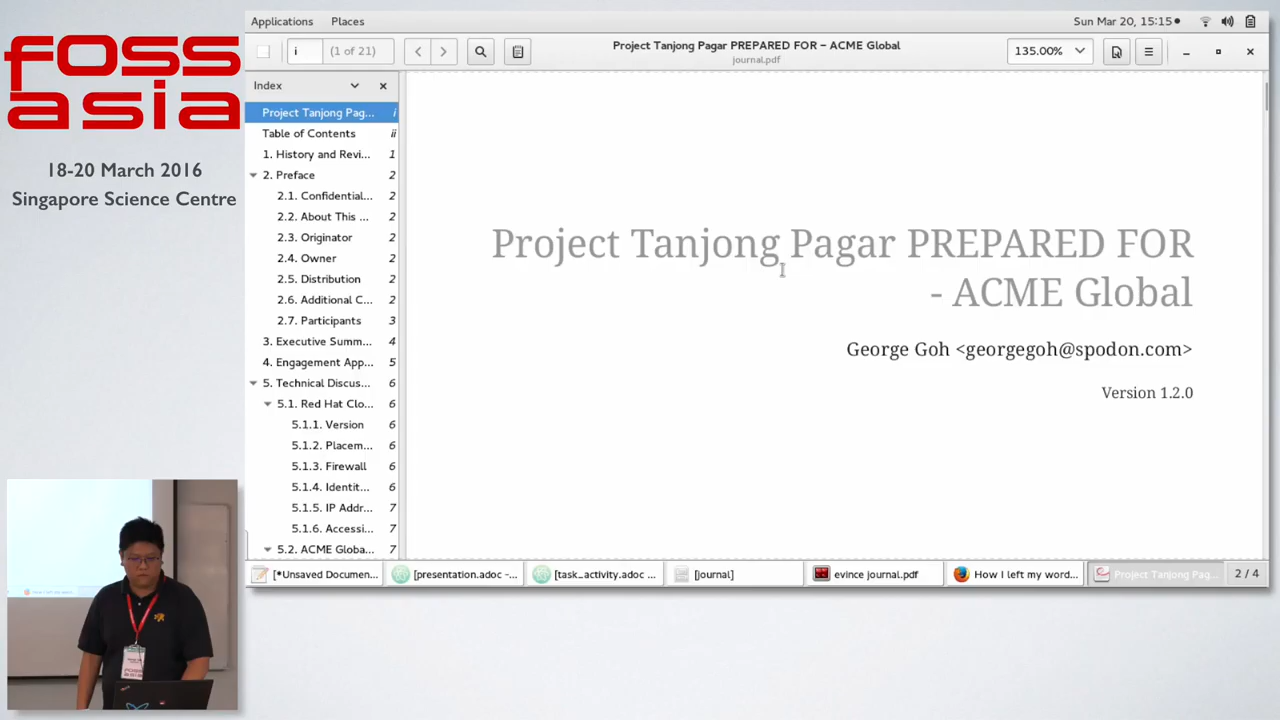 foss
asia
18-20 March 2016
Singapore Science Centre
Applications Places
Sun Mar 20, 15:15
i (1 of 21)
Project Tanjong Pagar PREPARED FOR – ACME Global
journal.pdf
135.00%
Index
Project Tanjong Pag... i
Table of Contents ii
1. History and Revi... 1
2. Preface 2
2.1. Confidential... 2
2.2. About This ... 2
2.3. Originator 2
2.4. Owner 2
2.5. Distribution 2
2.6. Additional C... 2
2.7. Participants 3
3. Executive Summ... 4
4. Engagement App... 5
5. Technical Discus... 6
5.1. Red Hat Clo... 6
5.1.1. Version 6
5.1.2. Placem... 6
5.1.3. Firewall 6
5.1.4. Identit... 6
5.1.5. IP Addr... 7
5.1.6. Accessi... 7
5.2. ACME Globa... 7
Project Tanjong Pagar PREPARED FOR
- ACME Global
George Goh <georgegoh@spodon.com>
Version 1.2.0
[*Unsaved Documen... [presentation.adoc -... [task_activity.adoc ... [journal] evince journal.pdf How I left my word... Project Tanjong Pag... 2 / 4